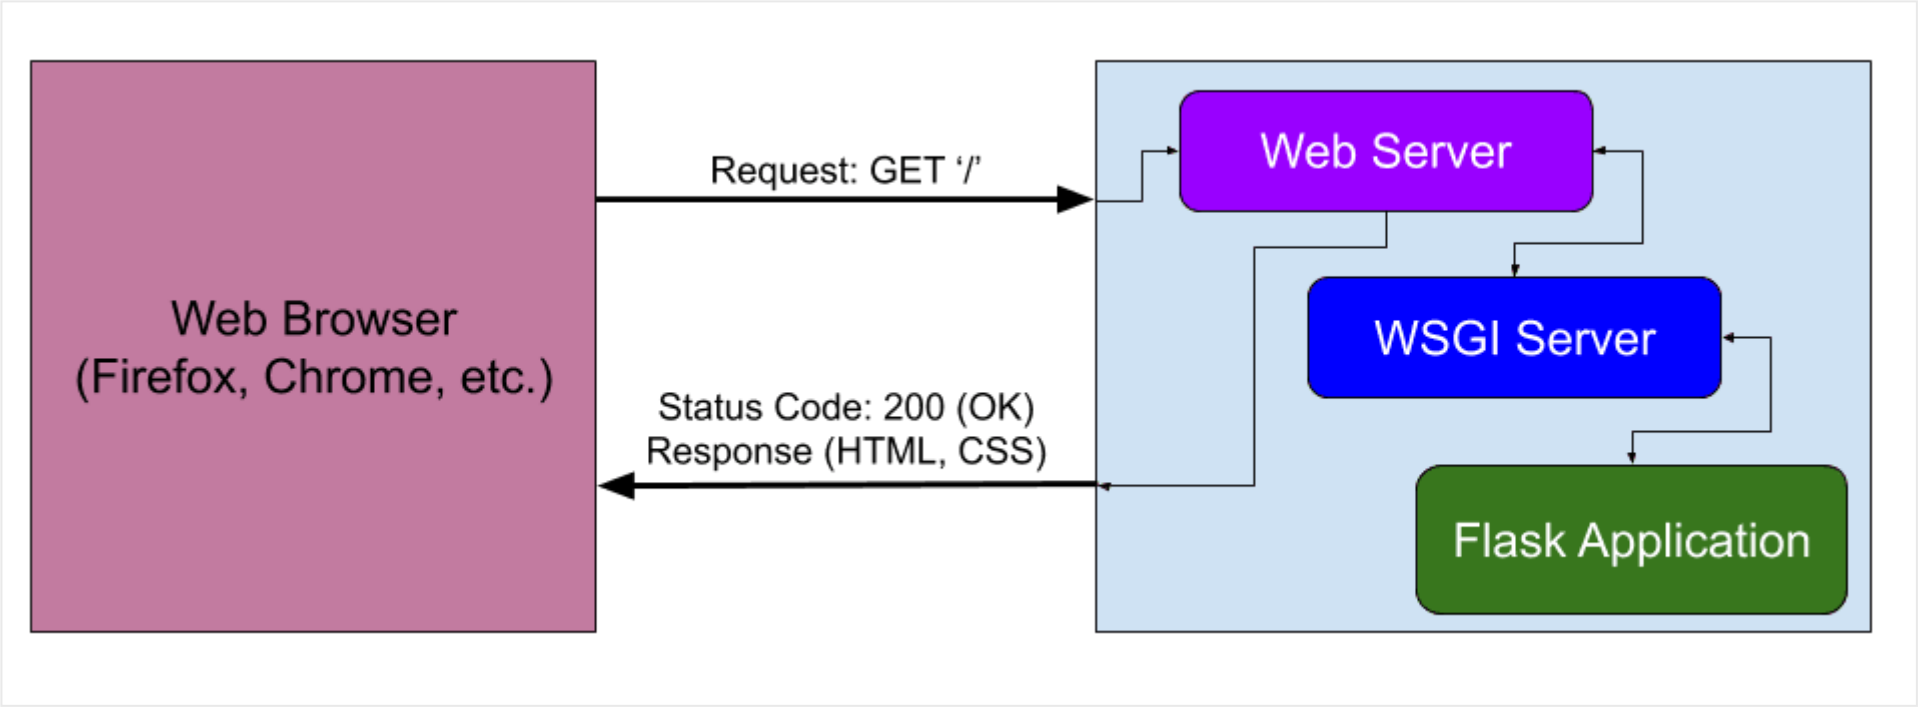 Web Browser
(Firefox, Chrome, etc.)
Request: GET ‘/’
Status Code: 200 (OK)
Response (HTML, CSS)
Web Server
WSGI Server
Flask Application